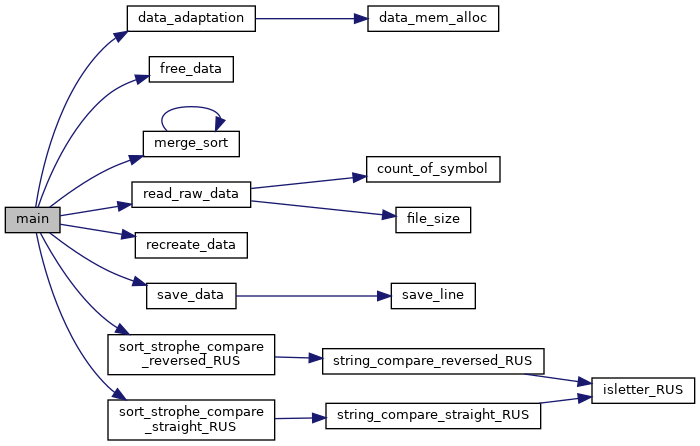 main
data_adaptation
data_mem_alloc
free_data
merge_sort
read_raw_data
count_of_symbol
file_size
recreate_data
save_data
save_line
sort_strophe_compare
_reversed_RUS
string_compare_reversed_RUS
isletter_RUS
sort_strophe_compare
_straight_RUS
string_compare_straight_RUS